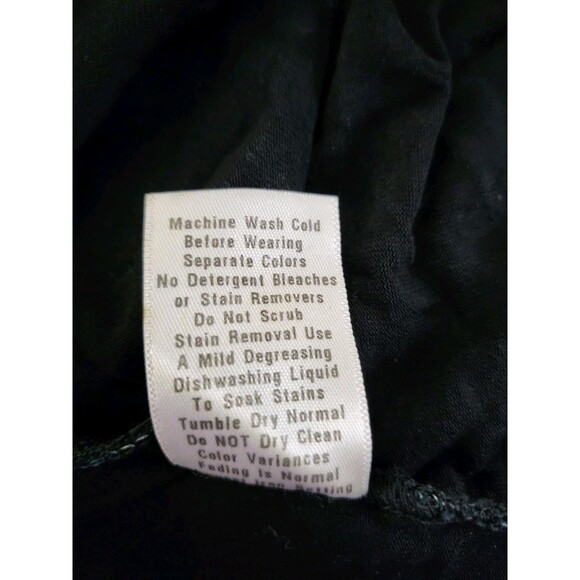 Machine Wash Cold
Before Wearing
Separate Colors
No Detergent Bleaches
or Stain Removers
Do Not Scrub
Stain Removal Use
A Mild Degreasing
Dishwashing Liquid
To Soak Stains
Tumble Dry Normal
Do NOT Dry Clean
Color Variances
Fading Is Normal